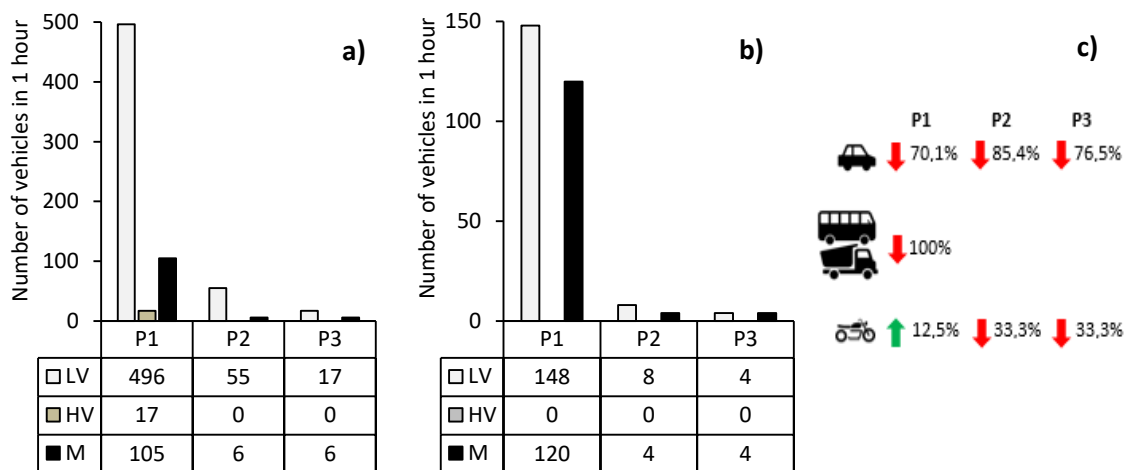 Number of vehicles in 1 hour
500
400
300
200
100
0
a)
P1 P2 P3
LV 496 55 17
HV 17 0 0
M 105 6 6
Number of vehicles in 1 hour
150
100
50
0
b)
P1 P2 P3
LV 148 8 4
HV 0 0 0
M 120 4 4
c)
P1 P2 P3
70,1% 85,4% 76,5%
100%
12,5% 33,3% 33,3%